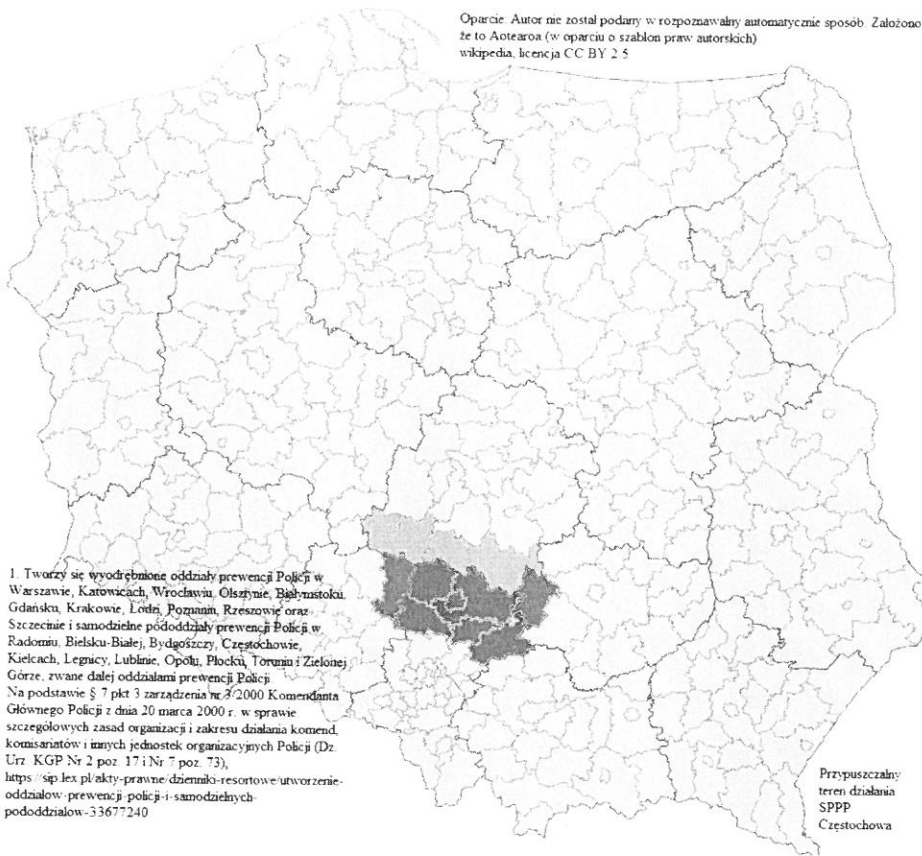 Oparcie: Autor nie został podany w rozpoznawalny automatycznie sposób. Założono
że to Aotearoa (w oparciu o szablon praw autorskich)
wikipedia, licencja CC BY 2 5
1. Tworzy się wyodrębnione oddziały prewencji Policji w
Warszawie, Katowicach, Wrocławiu, Olsztynie, Białymstoku,
Gdańsku, Krakowie, Łodzi, Poznaniu, Rzeszowie oraz
Szczecinie i samodzielne pododdziały prewencji Policji w
Radomiu, Bielsku-Białej, Bydgoszczy, Częstochowie,
Kielcach, Legnicy, Lublinie, Opolu, Płocku, Toruniu i Zielonej
Górze, zwane dalej oddziałami prewencji Policji
Na podstawie § 7 pkt 3 zarządzenia nr 3/2000 Komendanta
Głównego Policji z dnia 20 marca 2000 r. w sprawie
szczegółowych zasad organizacji i zakresu działania komend,
komisariatów i innych jednostek organizacyjnych Policji (Dz.
Urz. KGP Nr 2 poz. 17 i Nr 7 poz. 73),
https://sip.lex.pl/akty-prawne/dzienniki-resortowe/utworzenie-
oddzialow-prewencji-policji-i-samodzielnych-
pododdzialow-33677240
Przypuszczalny
teren działania
SPPP
Częstochowa